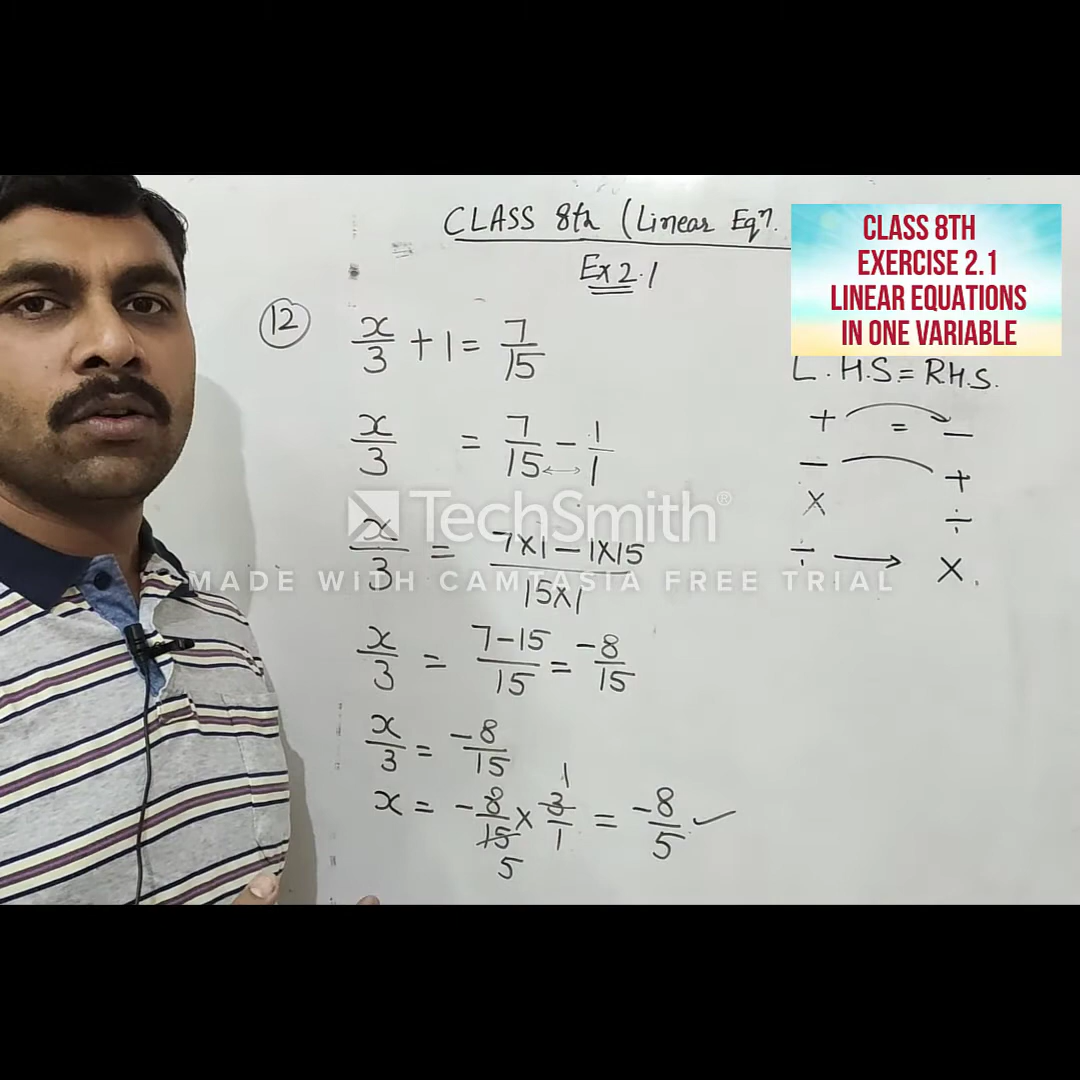 CLASS 8th (Linear Eqn.
Ex 2.1
CLASS 8TH
EXERCISE 2.1
LINEAR EQUATIONS
IN ONE VARIABLE
12 x/3 + 1 = 7/15
x/3 = 7/15 - 1/1
x/3 = 7×1 - 1×15 / 15×1
x/3 = 7-15/15 = -8/15
x/3 = -8/15
x = -8/15 × 3/1 = -8/5 ✓
1
5
L.H.S = R.H.S.
+ = -
- +
× ÷
÷ → ×.
TechSmith®
MADE WITH CAMTASIA FREE TRIAL